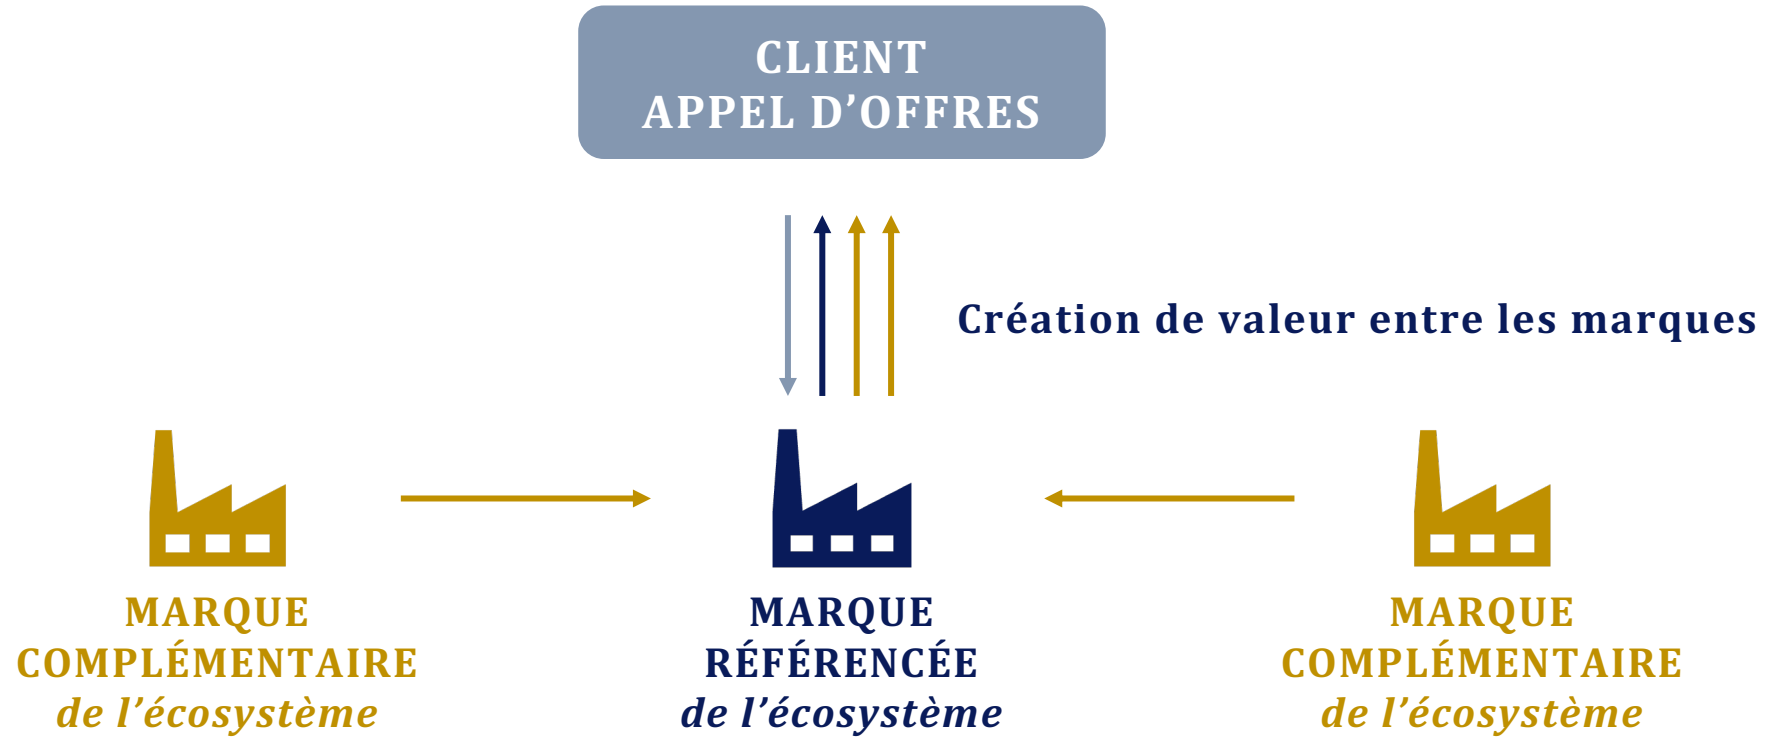 CLIENT
APPEL D’OFFRES
Création de valeur entre les marques
MARQUE
COMPLÉMENTAIRE
de l’écosystème
MARQUE
RÉFÉRENCÉE
de l’écosystème
MARQUE
COMPLÉMENTAIRE
de l’écosystème